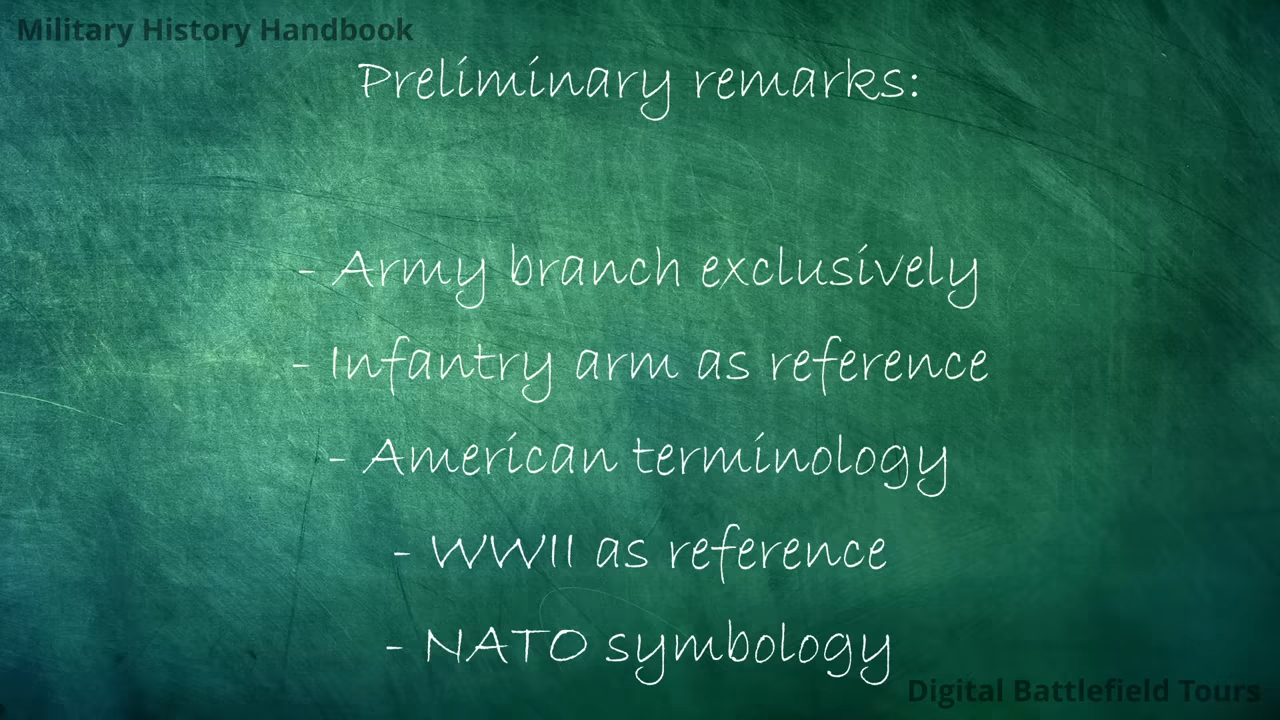 Military History Handbook
Preliminary remarks:
- Army branch exclusively
- Infantry arm as reference
- American terminology
- WWII as reference
- NATO symbology
Digital Battlefield Tours